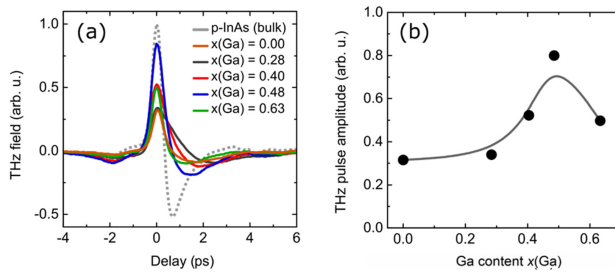 (a)
p-InAs (bulk)
x(Ga) = 0.00
x(Ga) = 0.28
x(Ga) = 0.40
x(Ga) = 0.48
x(Ga) = 0.63
THz field (arb. u.)
1.0
0.5
0.0
-0.5
-4 -2 0 2 4 6
Delay (ps)
(b)
THz pulse amplitude (arb. u.)
1.0
0.8
0.6
0.4
0.3
0.0
0.0 0.2 0.4 0.6
Ga content x(Ga)